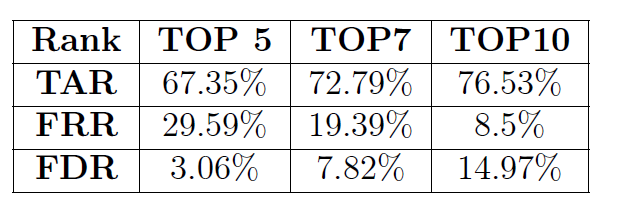 Rank TOP 5 TOP7 TOP10
TAR 67.35% 72.79% 76.53%
FRR 29.59% 19.39% 8.5%
FDR 3.06% 7.82% 14.97%